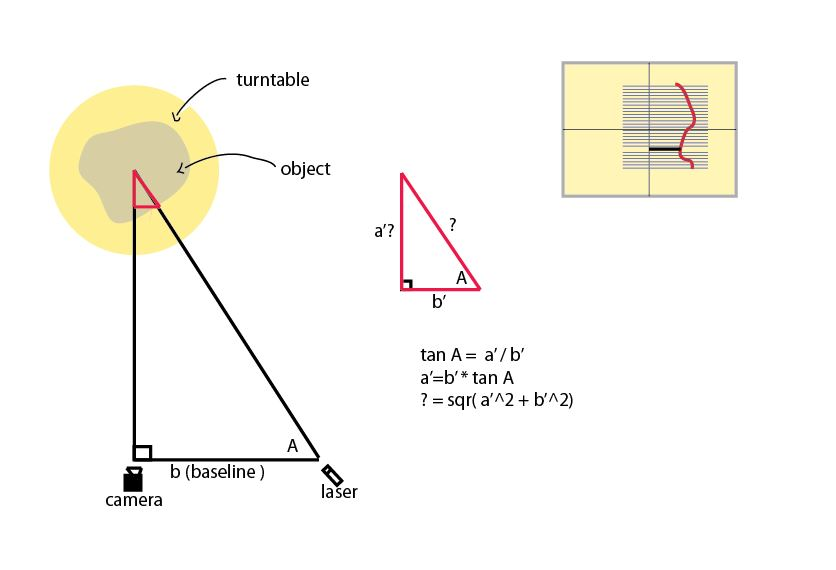 turntable
object
a'?
?
A
b'
tan A = a' / b'
a'=b' * tan A
? = sqr( a'^2 + b'^2)
A
b (baseline )
camera
laser